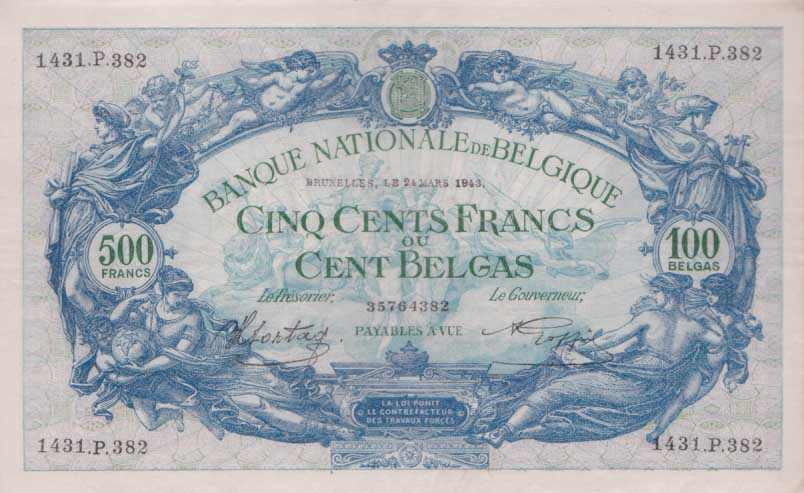 1431.P.382 1431.P.382
BANQUE NATIONALE DE BELGIQUE
BRUXELLES, LE 24 MARS 1943.
CINQ CENTS FRANCS
OU
CENT BELGAS
500
FRANCS
100
BELGAS
Le Trésorier, 35764382 Le Gouverneur,
PAYABLES À VUE
LA LOI PUNIT
LE CONTREFACTEUR
DES TRAVAUX FORCÉS
1431.P.382 1431.P.382